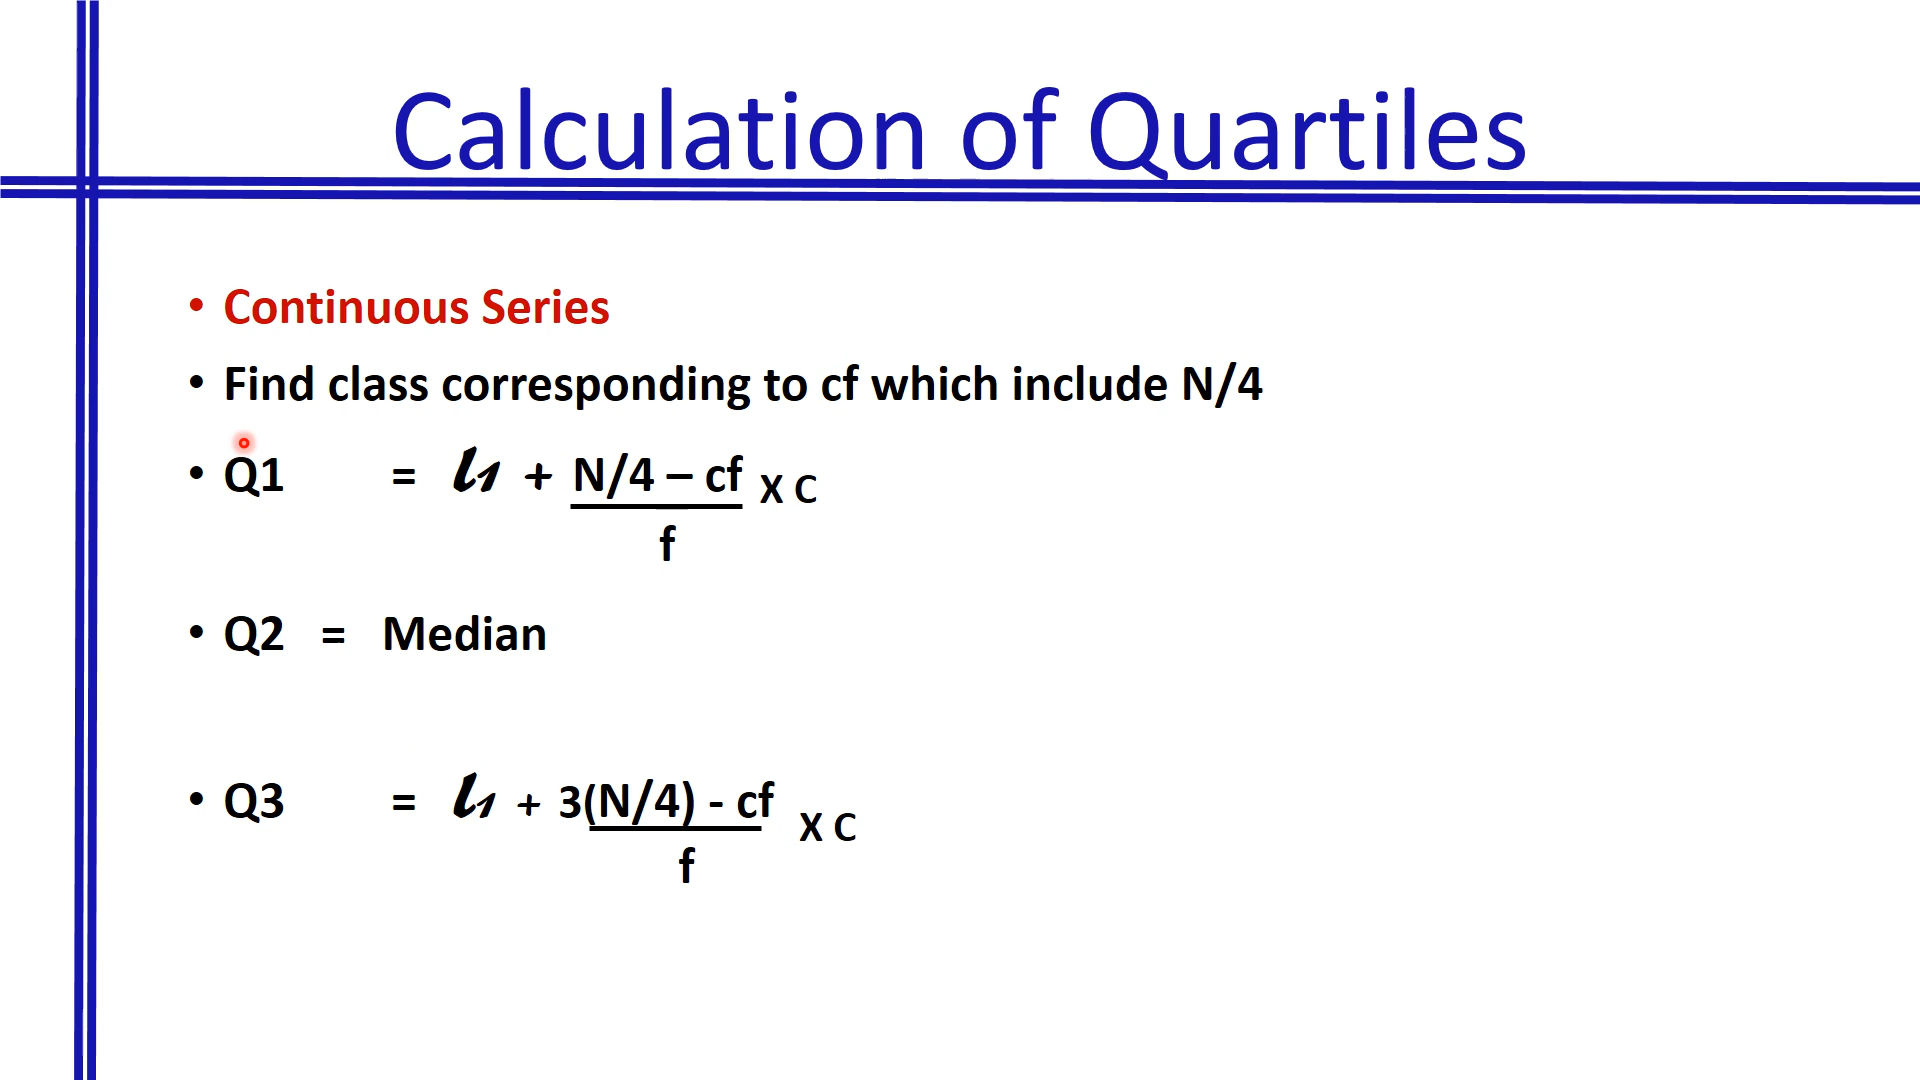 Calculation of Quartiles
• Continuous Series
• Find class corresponding to cf which include N/4
• Q1 = l1 + N/4 – cf X C
f
• Q2 = Median
• Q3 = l1 + 3(N/4) - cf X C
f